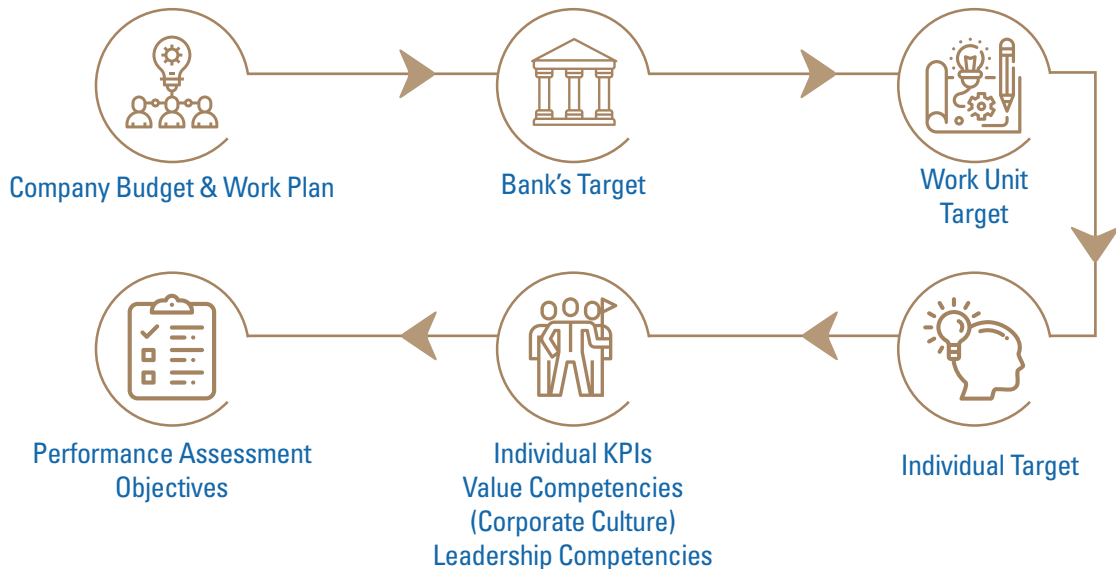 Company Budget & Work Plan
Bank's Target
Work Unit
Target
Performance Assessment
Objectives
Individual KPIs
Value Competencies
(Corporate Culture)
Leadership Competencies
Individual Target